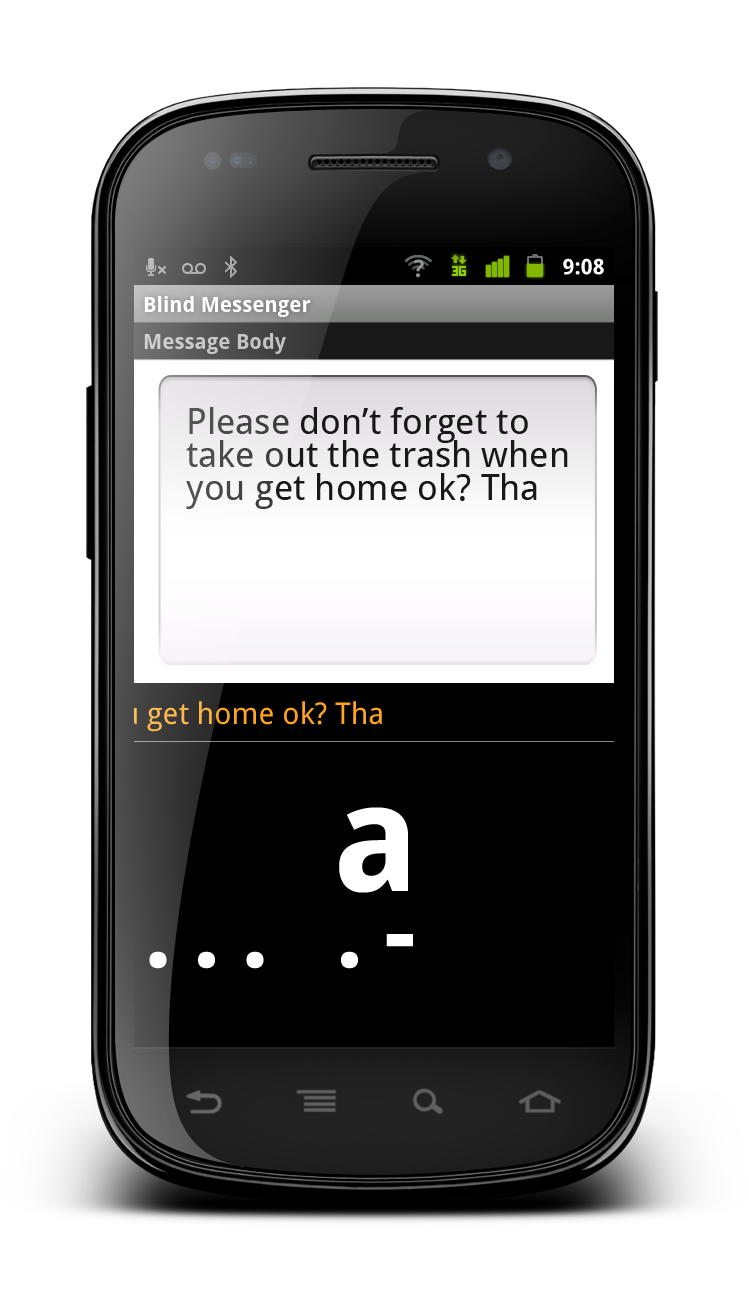 3G
9:08
Blind Messenger
Message Body
Please don’t forget to
take out the trash when
you get home ok? Tha
u get home ok? Tha
a
... .-